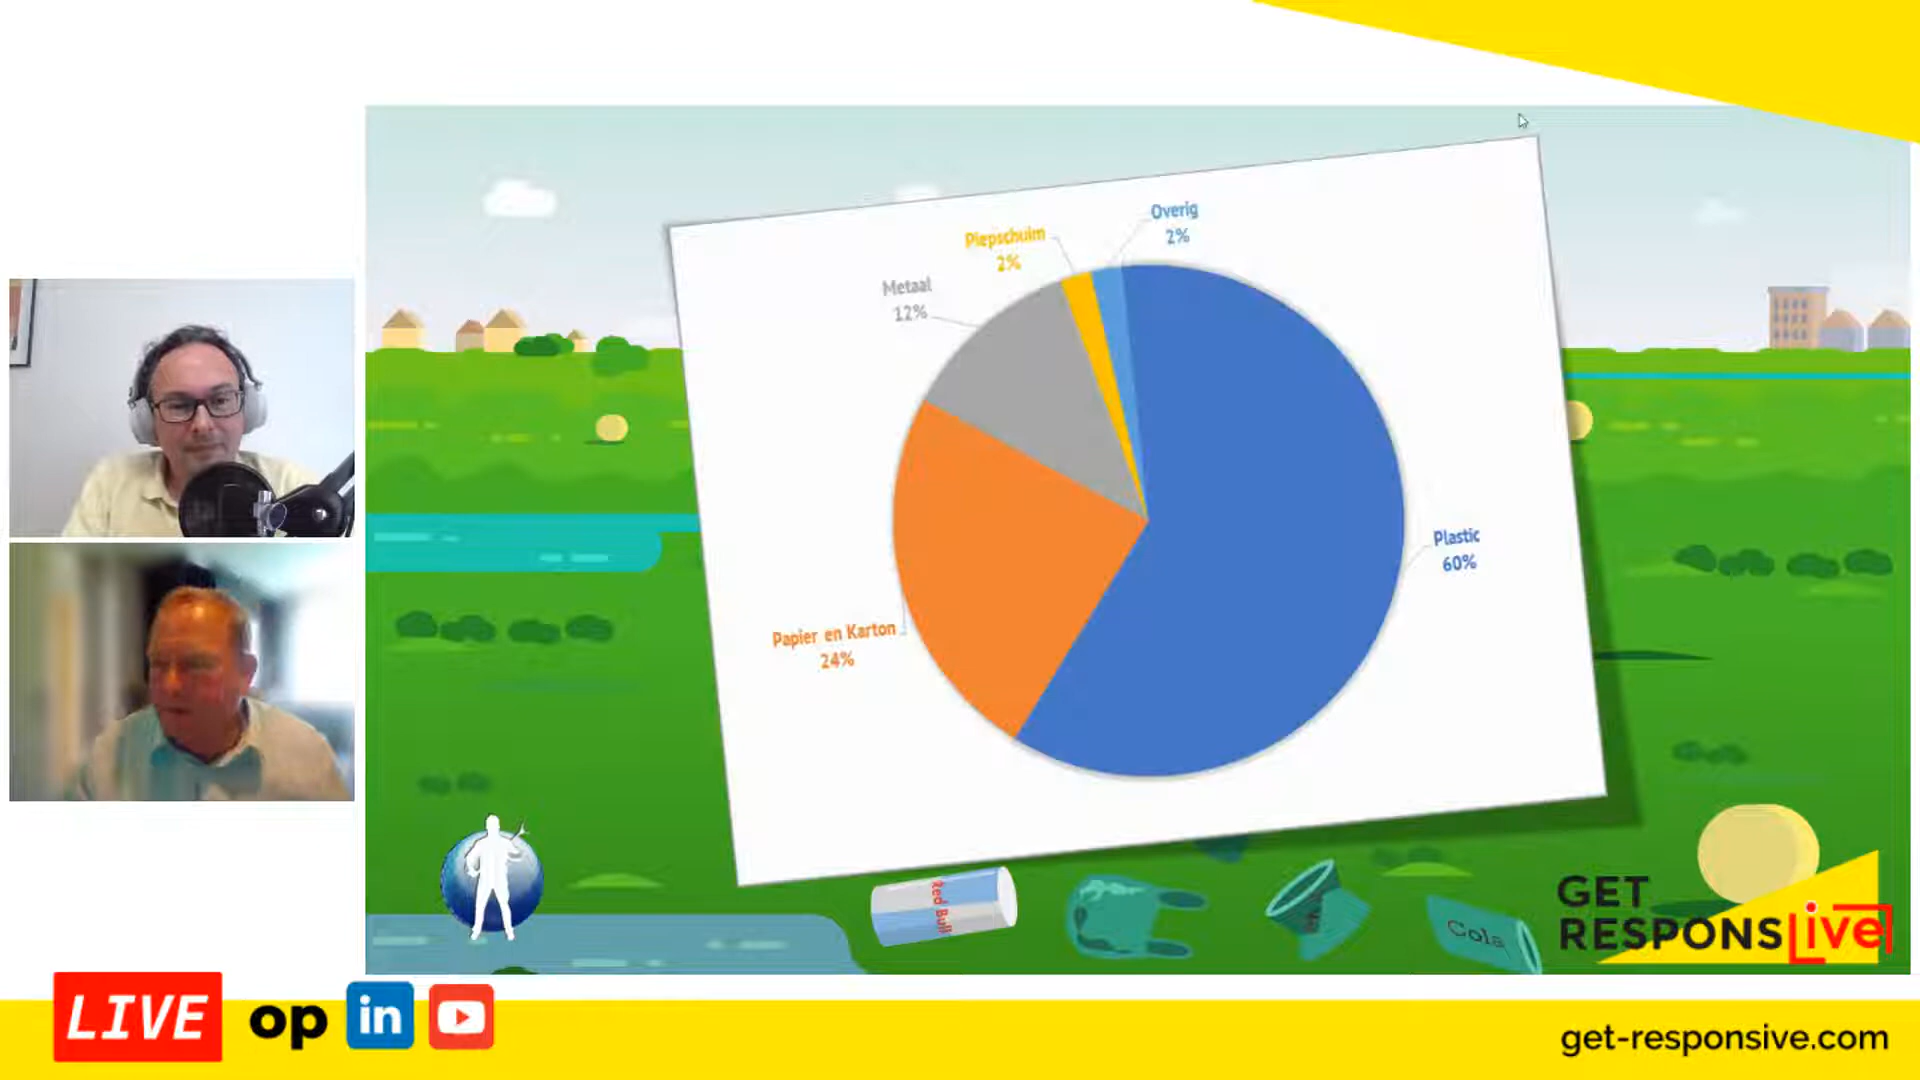 Overig
2%
Piepschuim
2%
Metaal
12%
Plastic
60%
Papier en Karton
24%
Red Bull
Cola
GET
RESPONSLive
LIVE op in
get-responsive.com